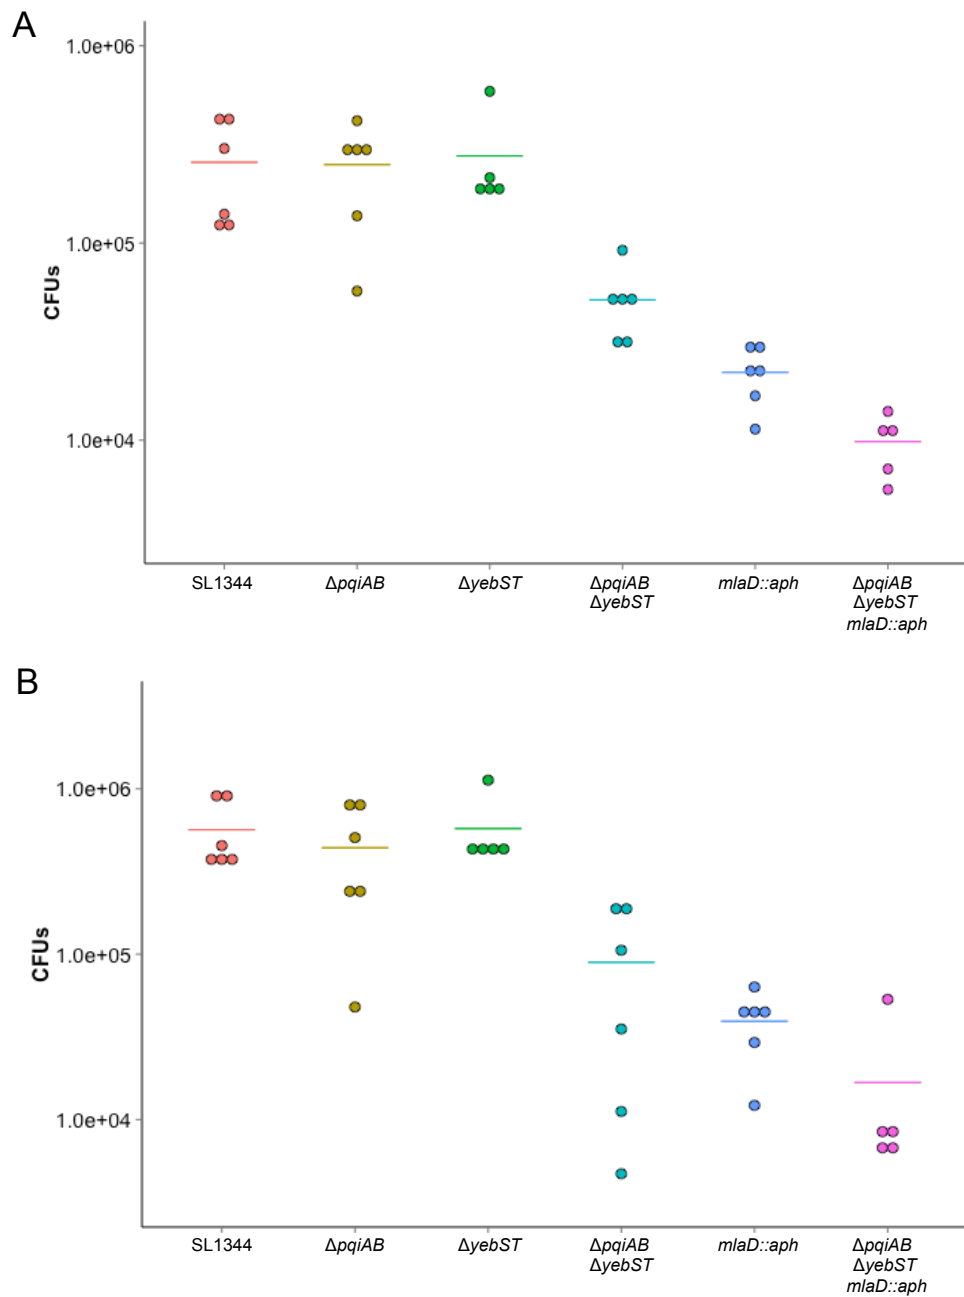 A
1.0e+06
1.0e+05
1.0e+04
CFUs
SL1344
ΔpqiAB
ΔyebST
ΔpqiAB
ΔyebST
mlaD::aph
ΔpqiAB
ΔyebST
mlaD::aph
B
1.0e+06
1.0e+05
1.0e+04
CFUs
SL1344
ΔpqiAB
ΔyebST
ΔpqiAB
ΔyebST
mlaD::aph
ΔpqiAB
ΔyebST
mlaD::aph